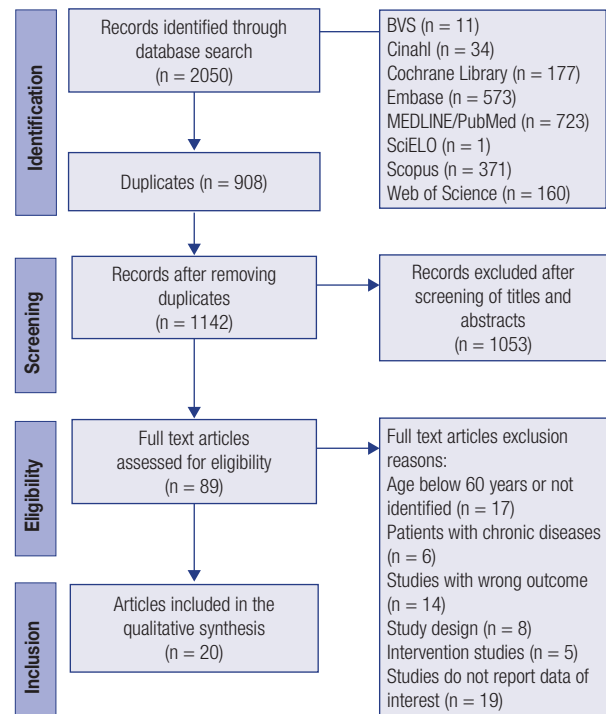 Identification
Records identified through
database search
(n = 2050)
BVS (n = 11)
Cinahl (n = 34)
Cochrane Library (n = 177)
Embase (n = 573)
MEDLINE/PubMed (n = 723)
SciELO (n = 1)
Scopus (n = 371)
Web of Science (n = 160)
Duplicates (n = 908)
Screening
Records after removing
duplicates
(n = 1142)
Records excluded after
screening of titles and
abstracts
(n = 1053)
Eligibility
Full text articles
assessed for eligibility
(n = 89)
Full text articles exclusion
reasons:
Age below 60 years or not
identified (n = 17)
Patients with chronic diseases
(n = 6)
Studies with wrong outcome
(n = 14)
Study design (n = 8)
Intervention studies (n = 5)
Studies do not report data of
interest (n = 19)
Inclusion
Articles included in the
qualitative synthesis
(n = 20)